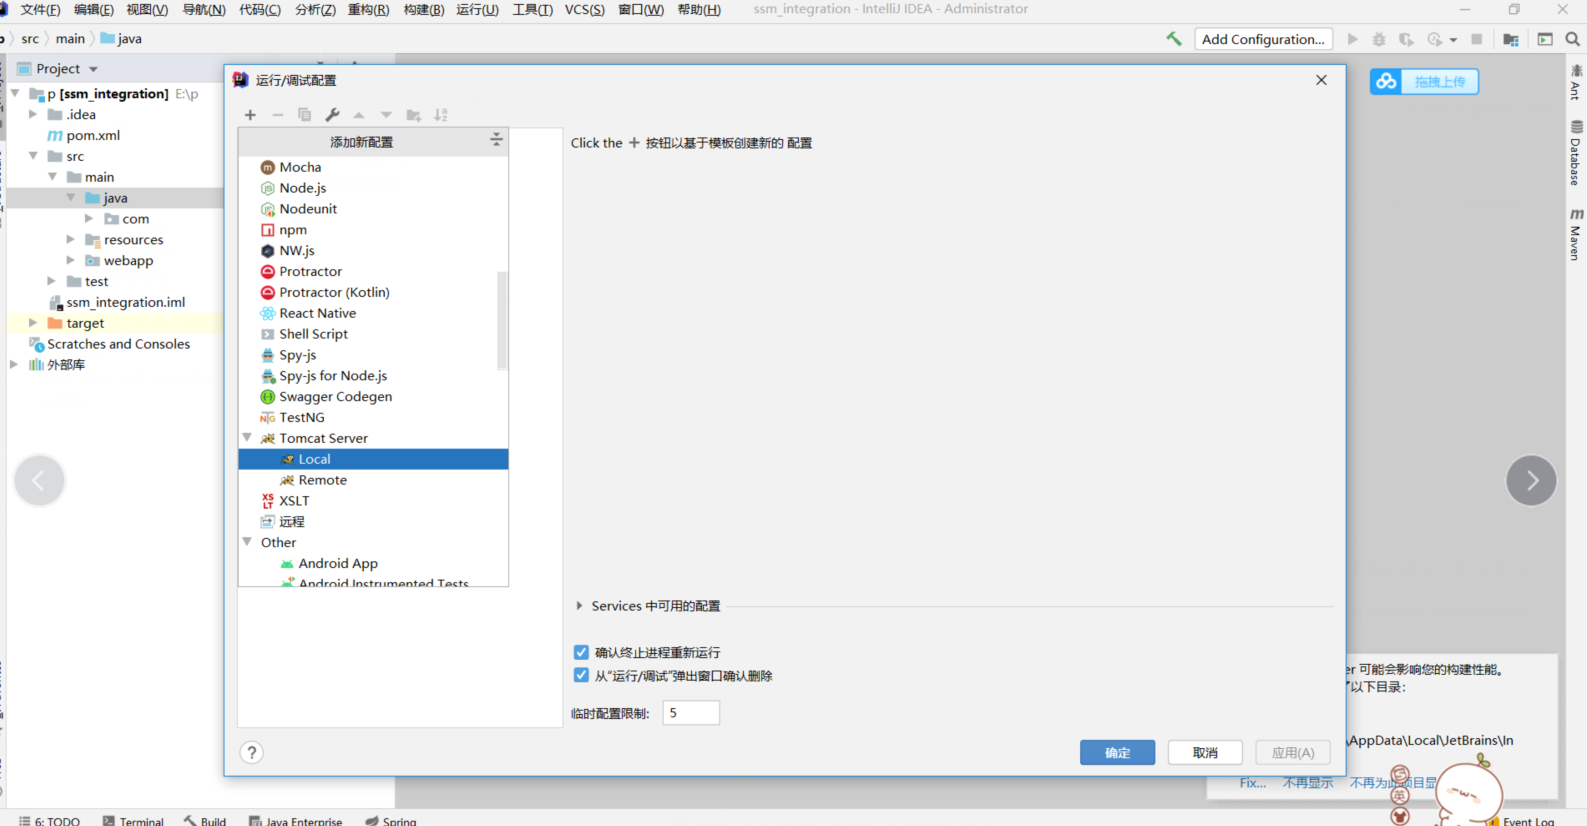 文件(F) 编辑(E) 视图(V) 导航(N) 代码(C) 分析(Z) 重构(R) 构建(B) 运行(U) 工具(T) VCS(S) 窗口(W) 帮助(H) ssm_integration - IntelliJ IDEA - Administrator
src main java Add Configuration...
Project
p [ssm_integration] E:\p
.idea
pom.xml
src
main
java
com
resources
webapp
test
ssm_integration.iml
target
Scratches and Consoles
外部库
运行/调试配置
添加新配置
Mocha
Node.js
Nodeunit
npm
NW.js
Protractor
Protractor (Kotlin)
React Native
Shell Script
Spy-js
Spy-js for Node.js
Swagger Codegen
TestNG
Tomcat Server
Local
Remote
XSLT
远程
Other
Android App
Android Instrumented Tests
Click the + 按钮以基于模板创建新的 配置
Services 中可用的配置
确认终止进程重新运行
从“运行/调试”弹出窗口确认删除
临时配置限制: 5
?
确定 取消 应用(A)
拖拽上传
Ant
Database
Maven
er 可能会影响您的构建性能。
了以下目录:
\AppData\Local\JetBrains\In
Fix... 不再显示 不再为此项目显
英
6: TODO Terminal Build Java Enterprise Spring Event Log